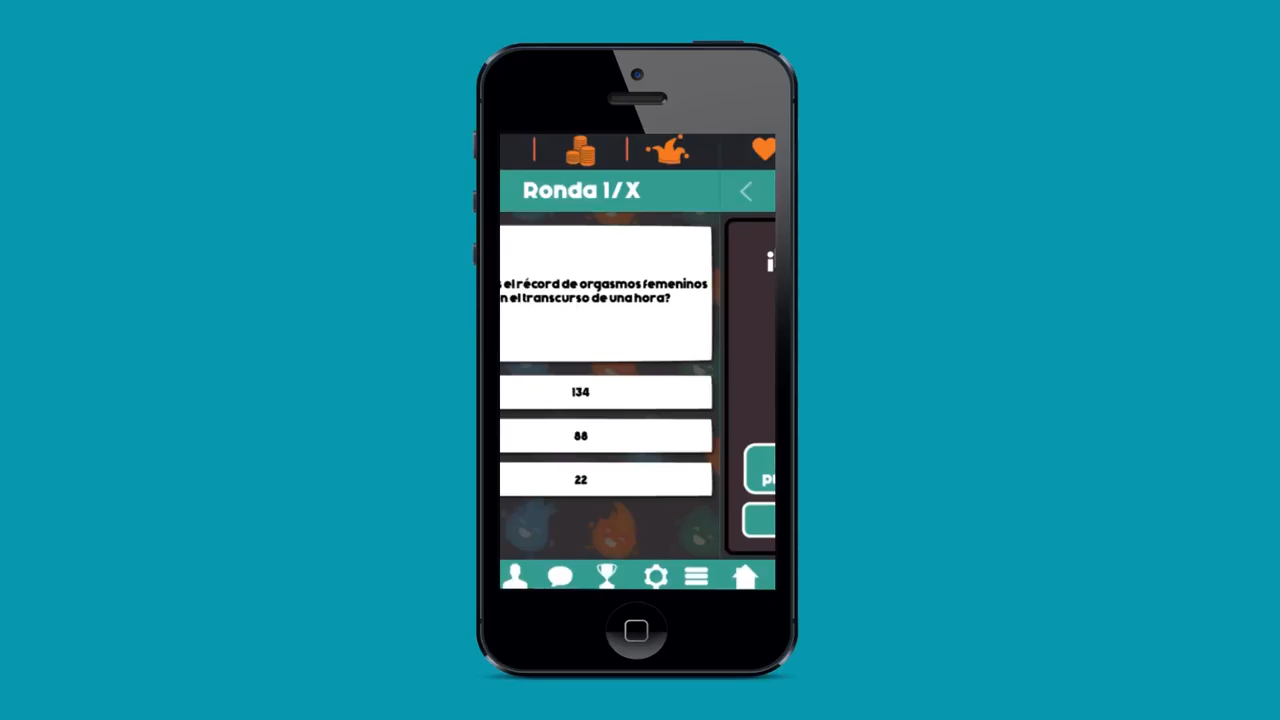 Ronda 1/X
el récord de orgasmos femeninos
el transcurso de una hora?
134
88
22